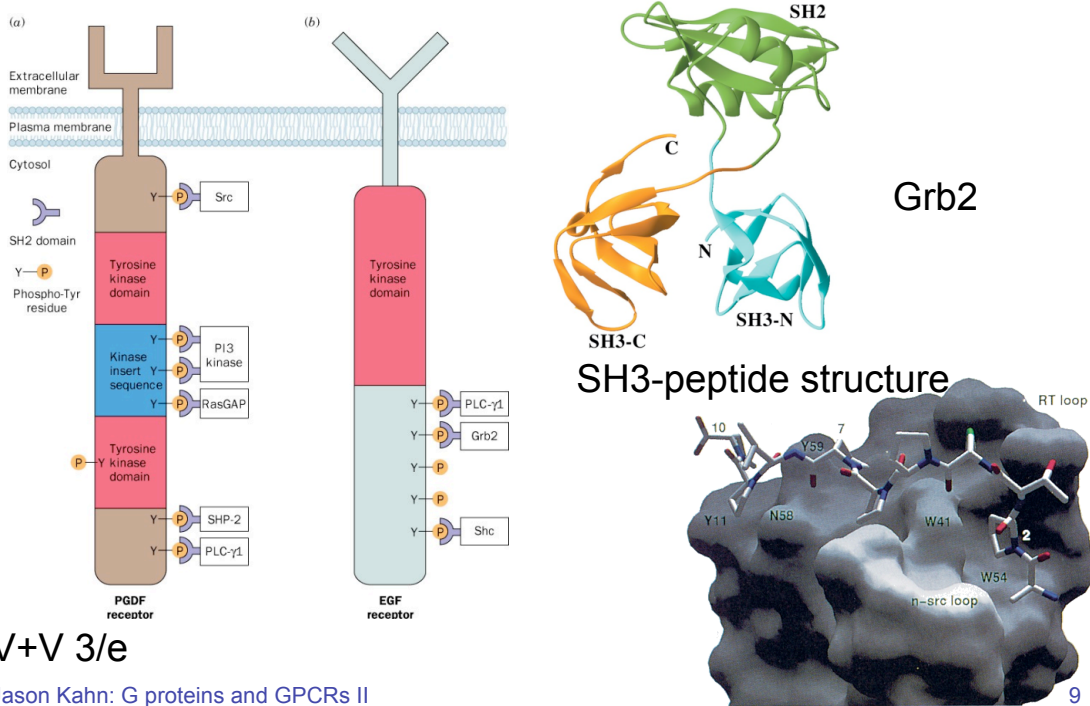 (a)
Extracellular
membrane
Plasma membrane
Cytosol
SH2 domain
Y P
Phospho-Tyr
residue
Y P Src
Tyrosine
kinase
domain
Kinase
insert
sequence
Y P
Y P
PI3
kinase
Y P RasGAP
P Y
Tyrosine
kinase
domain
Y P SHP-2
Y P PLC-γ1
PGDF
receptor
(b)
Tyrosine
kinase
domain
Y P PLC-γ1
Y P Grb2
Y P
Y P
Y P Shc
EGF
receptor
SH2
C
N
SH3-C
SH3-N
Grb2
SH3-peptide structure
RT loop
10
Y59
7
Y11
N58
W41
2
W54
n-src loop
V+V 3/e
ason Kahn: G proteins and GPCRs II
9